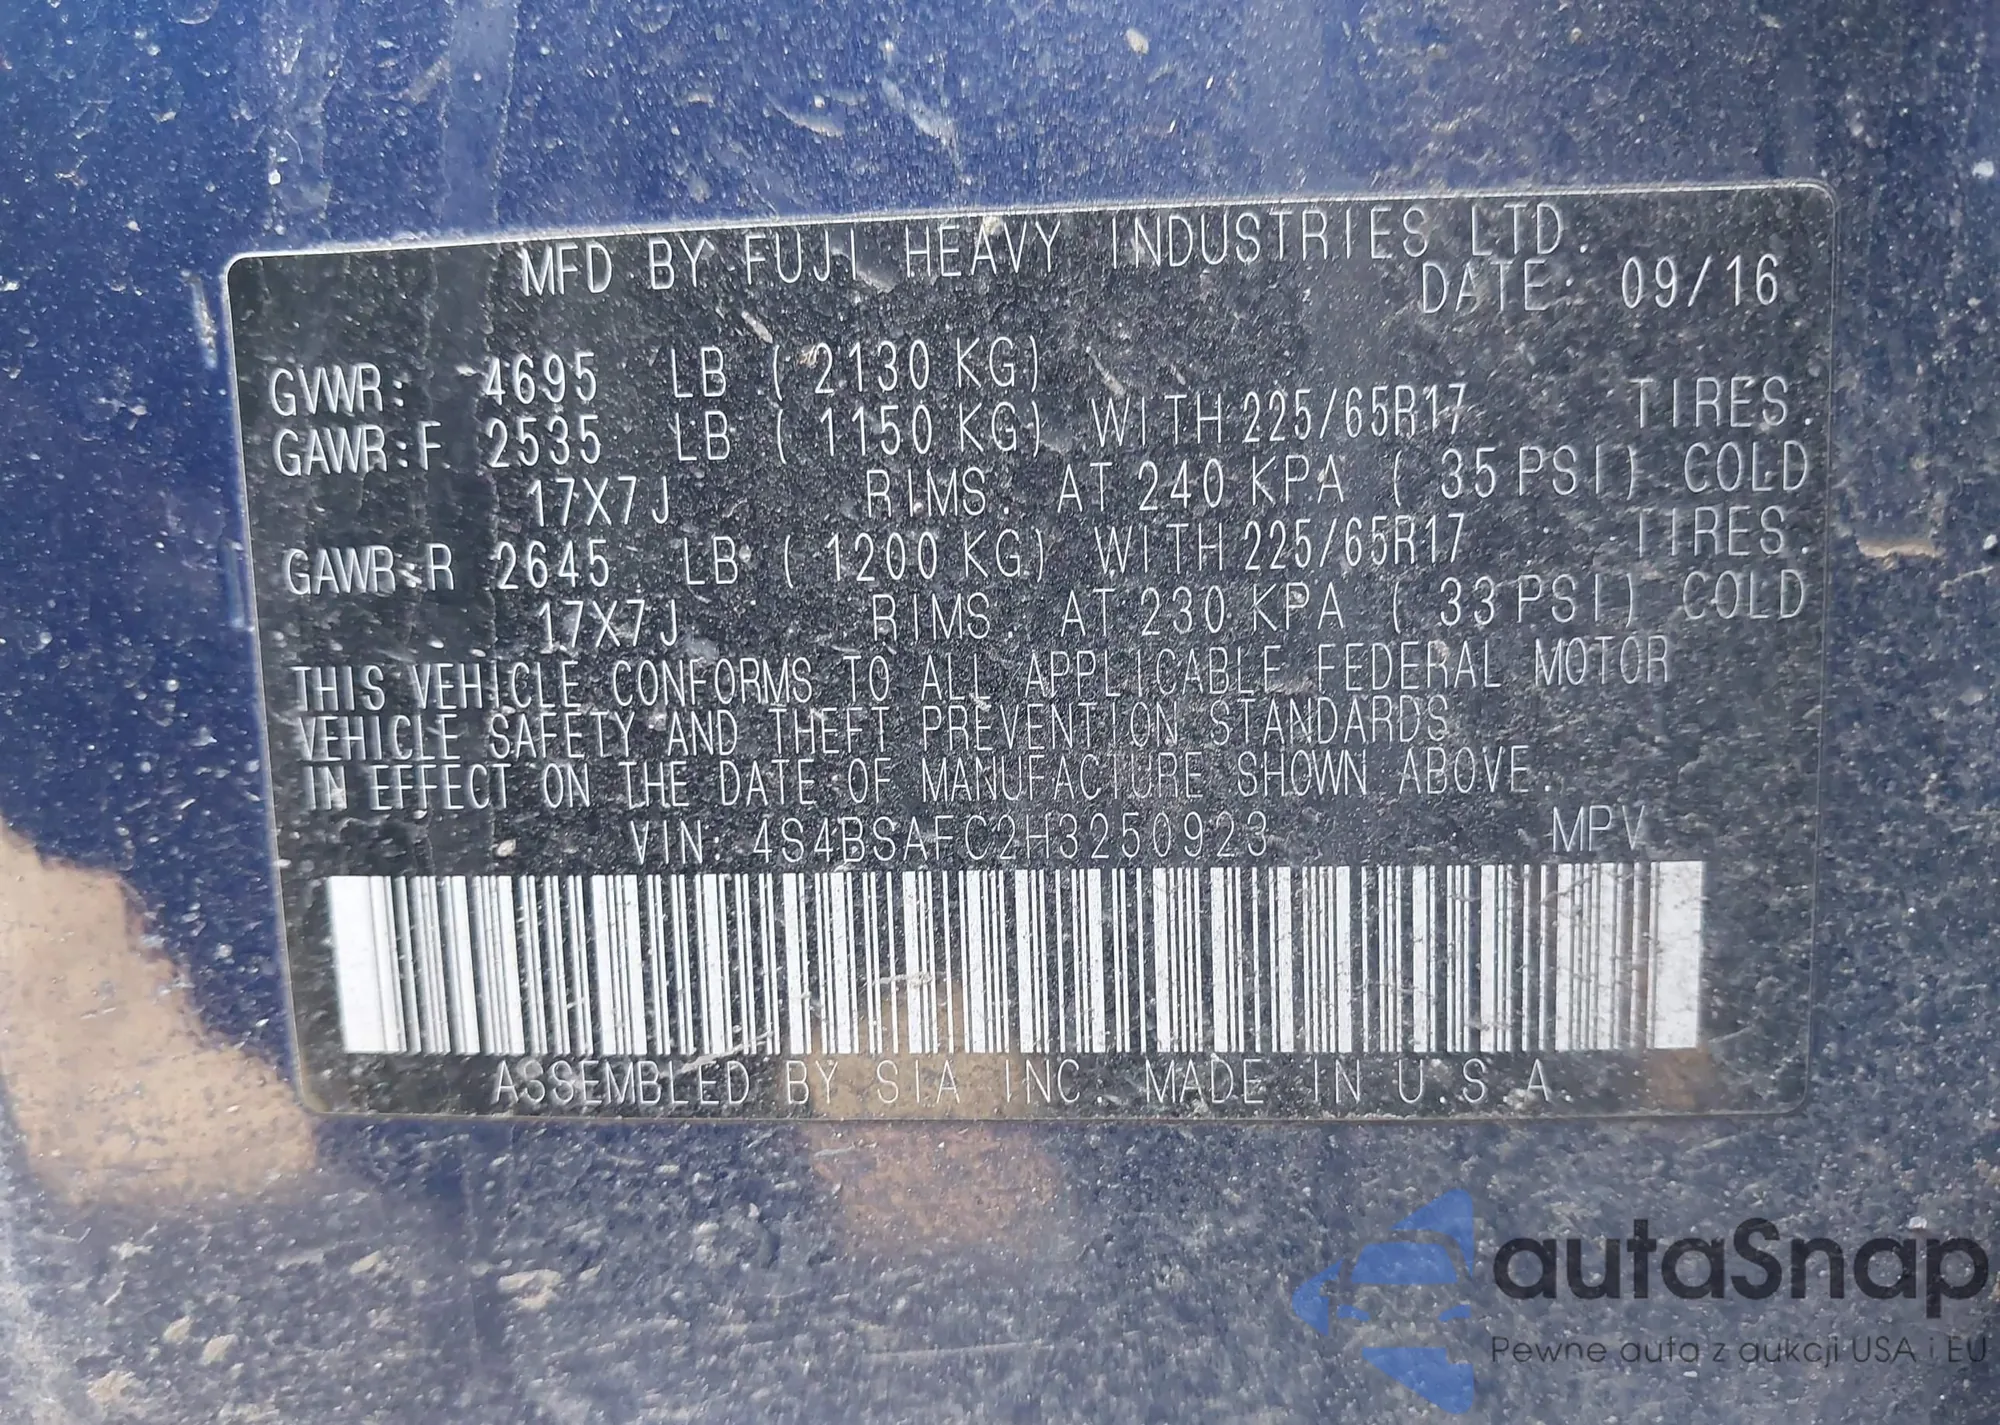 MFD BY FUJI HEAVY INDUSTRIES LTD.
DATE: 09/16
GVWR: 4695 LB ( 2130 KG)
GAWR:F 2535 LB ( 1150 KG) WITH 225/65R17 TIRES.
17X7J RIMS. AT 240 KPA ( 35 PSI) COLD
GAWR:R 2645 LB ( 1200 KG) WITH 225/65R17 TIRES.
17X7J RIMS. AT 230 KPA ( 33 PSI) COLD
THIS VEHICLE CONFORMS TO ALL APPLICABLE FEDERAL MOTOR
VEHICLE SAFETY AND THEFT PREVENTION STANDARDS
IN EFFECT ON THE DATE OF MANUFACTURE SHOWN ABOVE.
VIN: 4S4BSAFC2H3250923 MPV
ASSEMBLED BY SIA INC. MADE IN U.S.A.
autaSnap
Pewne auta z aukcji USA i EU